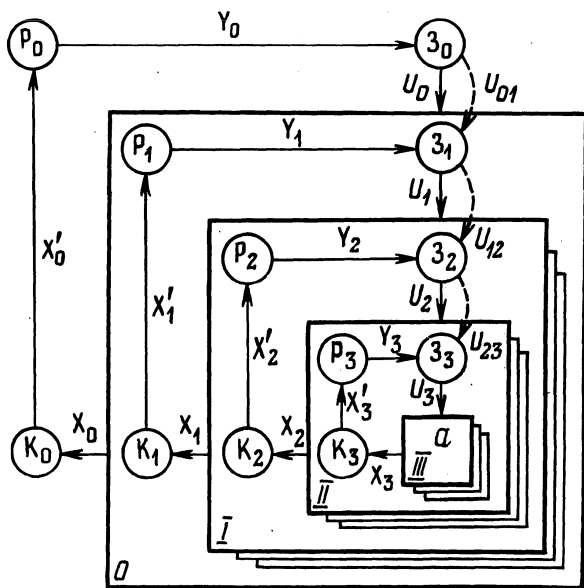 P₀ Y₀ З₀
U₀ U₀₁
P₁ Y₁ З₁
U₁ U₁₂
P₂ Y₂ З₂
X′₀ X′₁ X′₂
U₂ U₂₃
P₃ Y₃ З₃
X′₃ U₃
a
K₀ X₀ K₁ X₁ K₂ X₂ K₃ X₃ III
II
I
0